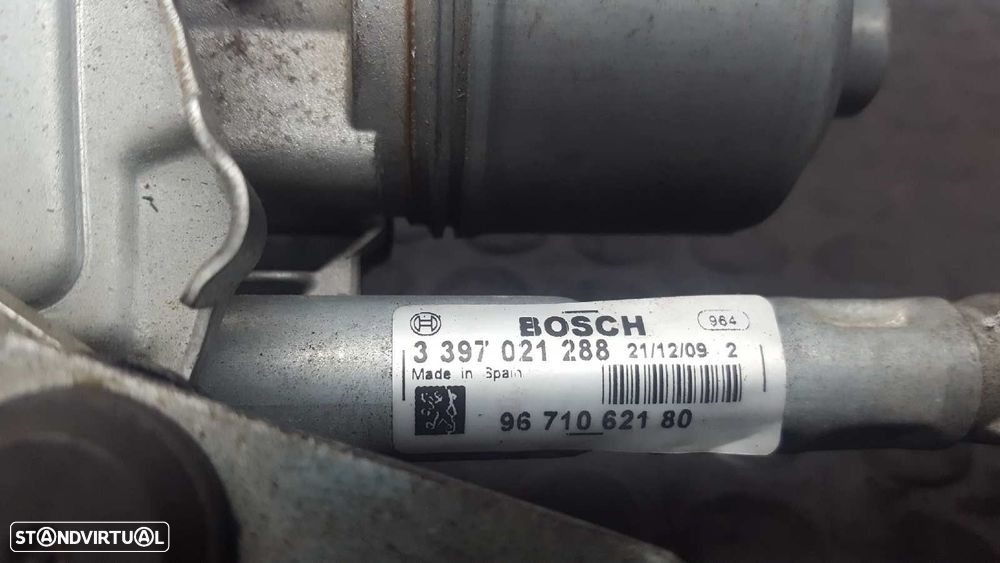 BOSCH 964
3 397 021 288 21/12/09 2
Made in Spain
96 710 621 80
STANDVIRTUAL